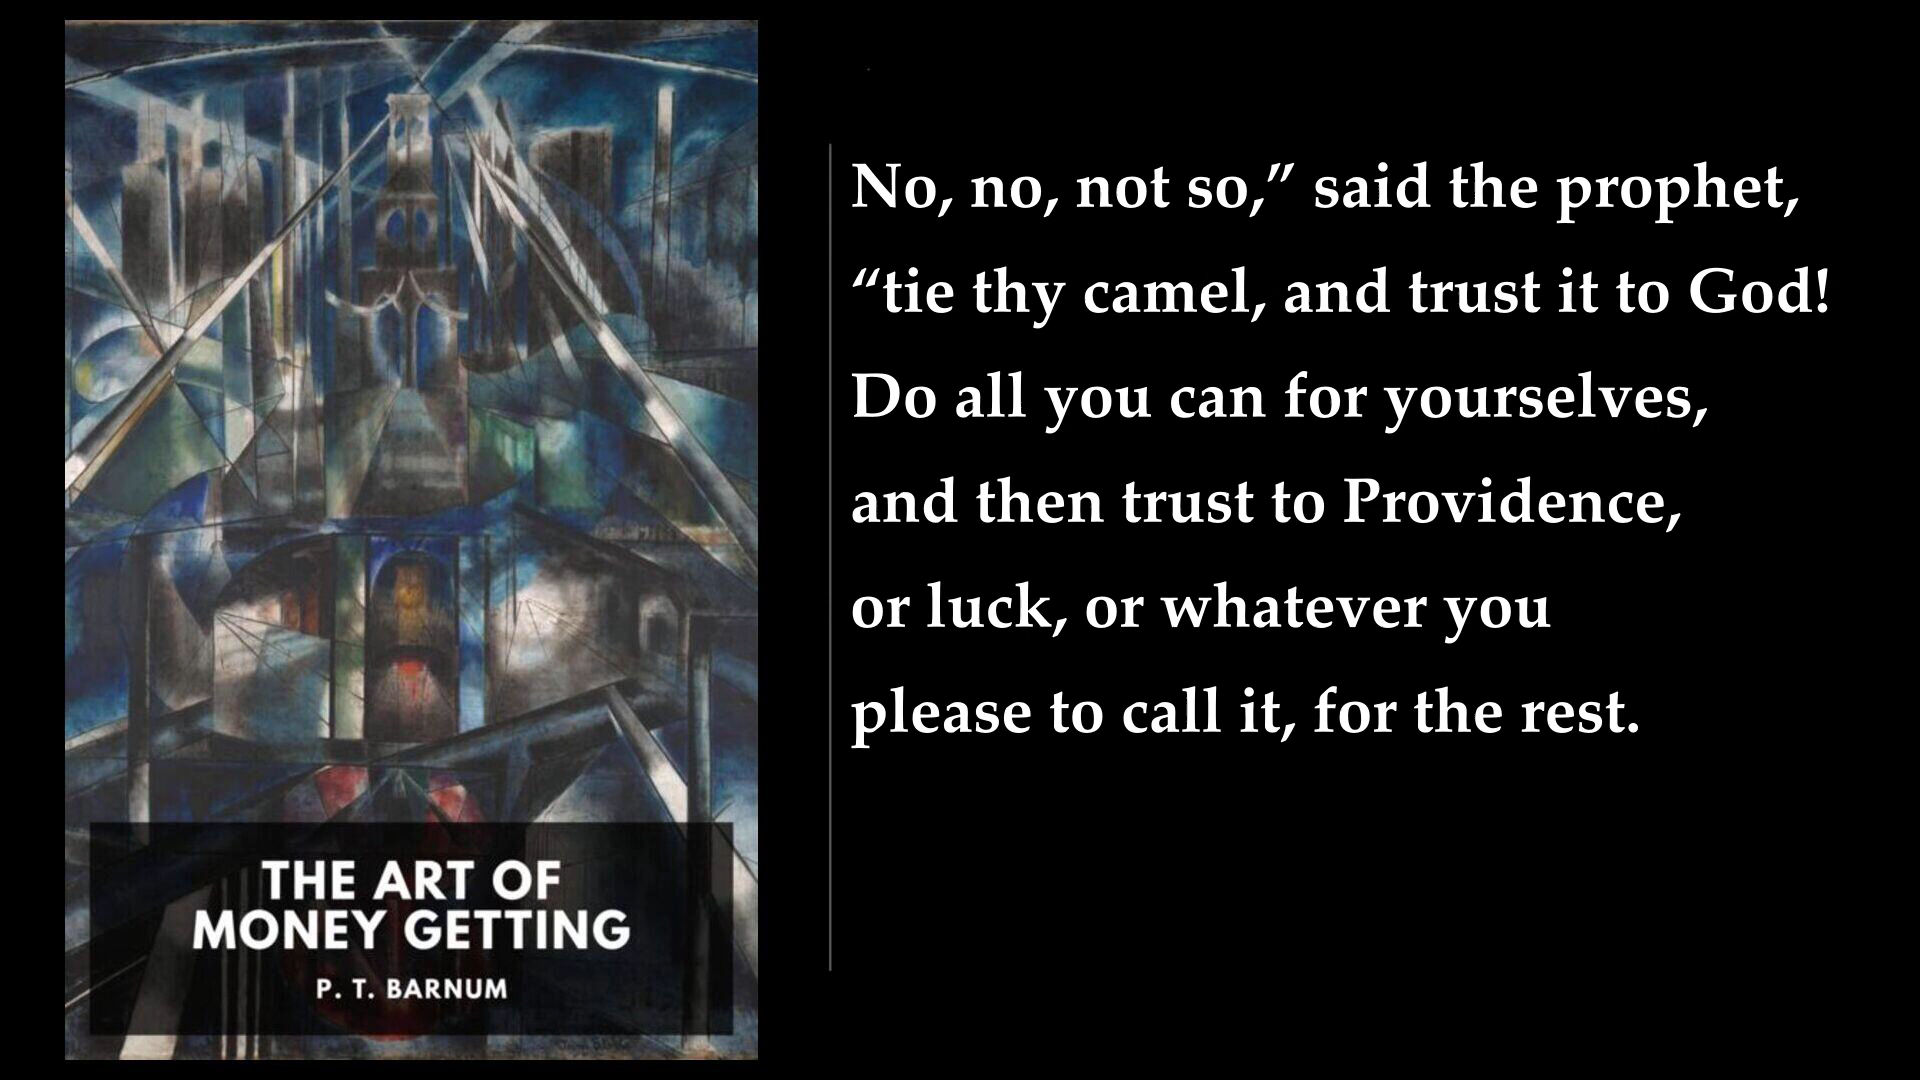 THE ART OF
MONEY GETTING
P. T. BARNUM
No, no, not so,” said the prophet,
“tie thy camel, and trust it to God!
Do all you can for yourselves,
and then trust to Providence,
or luck, or whatever you
please to call it, for the rest.